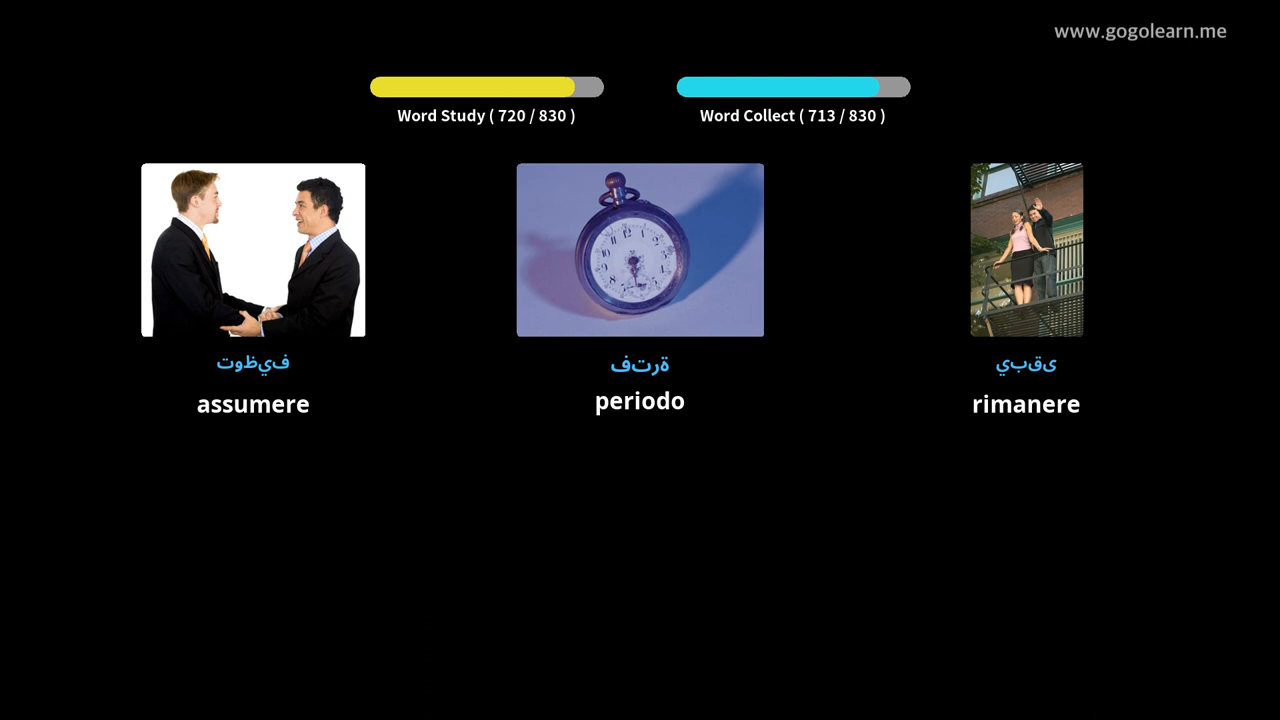 www.gogolearn.me
Word Study ( 720 / 830 )
Word Collect ( 713 / 830 )
فيظوت
ةرتف
ىقبي
assumere
periodo
rimanere